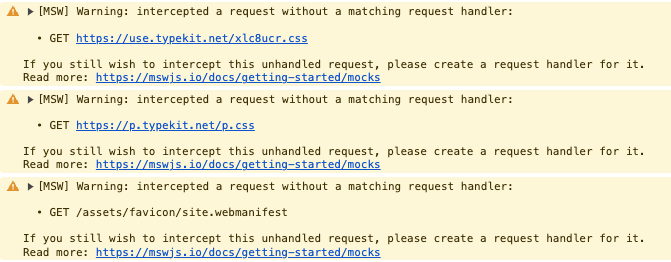 [MSW] Warning: intercepted a request without a matching request handler:
• GET https://use.typekit.net/xlc8ucr.css
If you still wish to intercept this unhandled request, please create a request handler for it.
Read more: https://mswjs.io/docs/getting-started/mocks
[MSW] Warning: intercepted a request without a matching request handler:
• GET https://p.typekit.net/p.css
If you still wish to intercept this unhandled request, please create a request handler for it.
Read more: https://mswjs.io/docs/getting-started/mocks
[MSW] Warning: intercepted a request without a matching request handler:
• GET /assets/favicon/site.webmanifest
If you still wish to intercept this unhandled request, please create a request handler for it.
Read more: https://mswjs.io/docs/getting-started/mocks